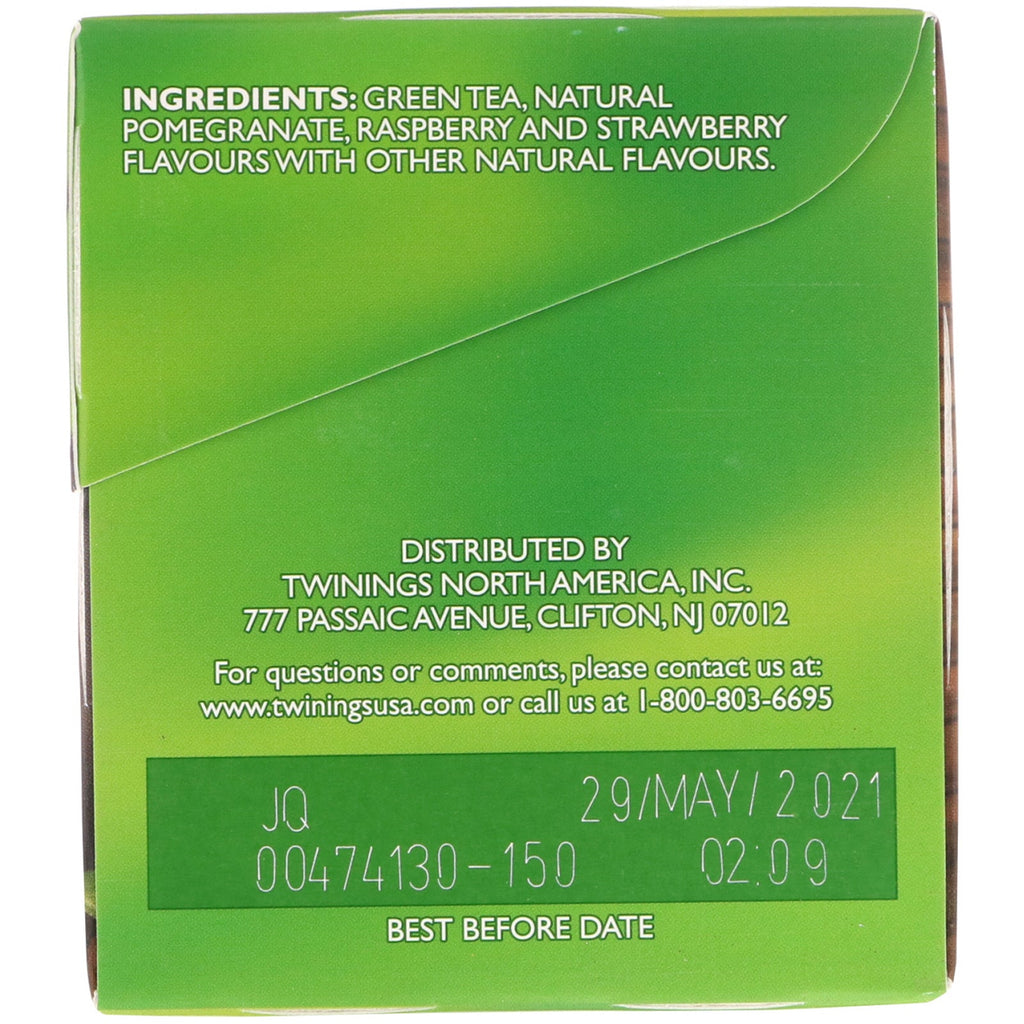 INGREDIENTS: GREEN TEA, NATURAL
POMEGRANATE, RASPBERRY AND STRAWBERRY
FLAVOURS WITH OTHER NATURAL FLAVOURS.
DISTRIBUTED BY
TWININGS NORTH AMERICA, INC.
777 PASSAIC AVENUE, CLIFTON, NJ 07012
For questions or comments, please contact us at:
www.twiningsusa.com or call us at 1-800-803-6695
JQ 29/MAY/2021
00474130-150 02:09
BEST BEFORE DATE